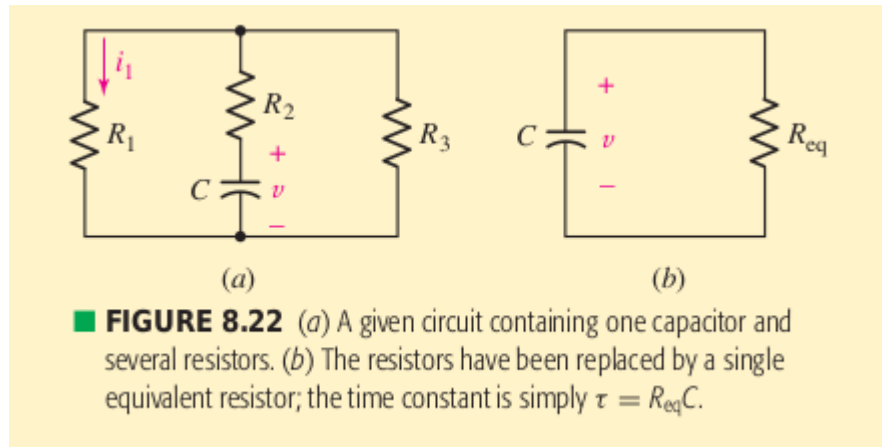 i₁
R₁
R₂
+
C
v
−
R₃
(a)
+
C
v
−
Req
(b)
FIGURE 8.22 (a) A given circuit containing one capacitor and
several resistors. (b) The resistors have been replaced by a single
equivalent resistor; the time constant is simply τ = ReqC.